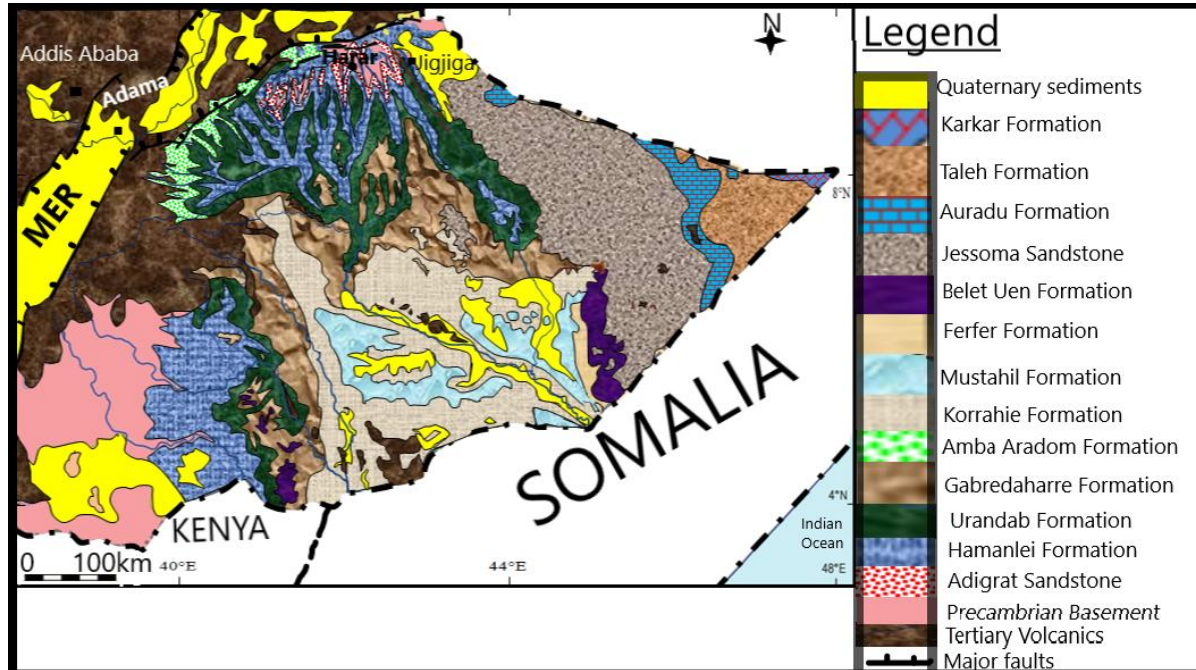 Addis Ababa
Adama
Harar
Jigjiga
N
MER
8°N
SOMALIA
4°N
KENYA
Indian
Ocean
0 100km
40°E
44°E
48°E
Legend
Quaternary sediments
Karkar Formation
Taleh Formation
Auradu Formation
Jessoma Sandstone
Belet Uen Formation
Ferfer Formation
Mustahil Formation
Korrahie Formation
Amba Aradom Formation
Gabredaharre Formation
Urandab Formation
Hamanlei Formation
Adigrat Sandstone
Precambrian Basement
Tertiary Volcanics
Major faults